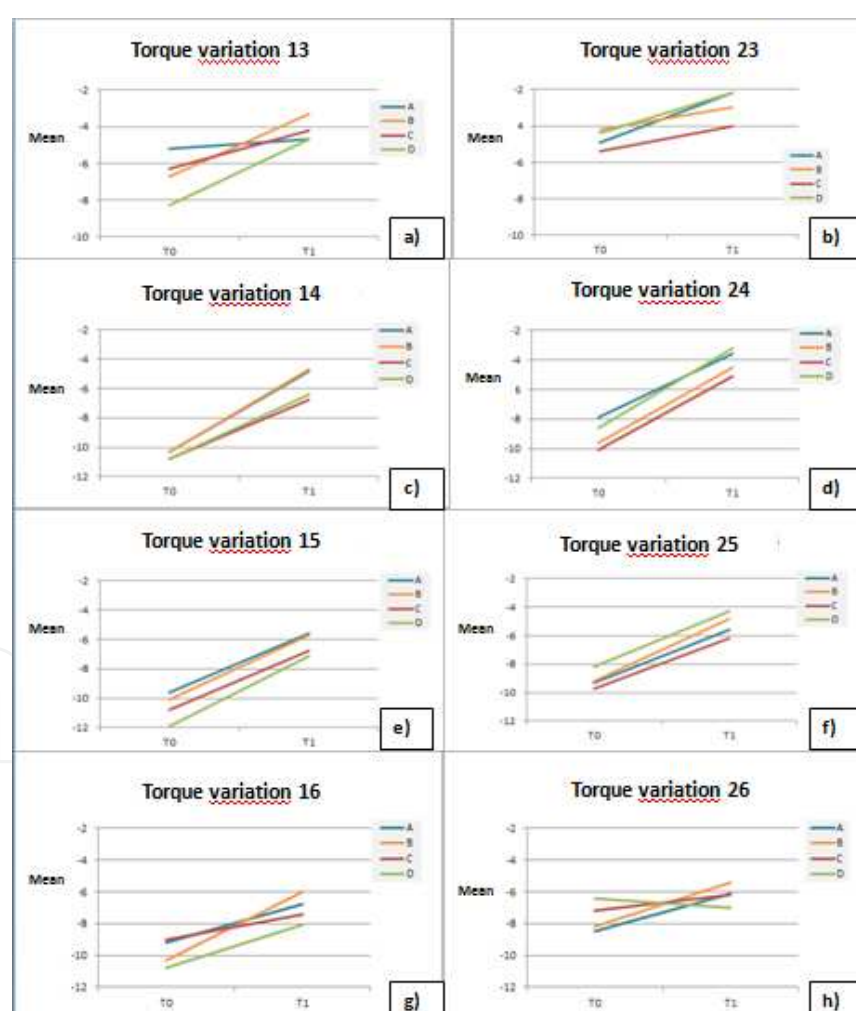 Torque variation 13
-2
-4
-6
-8
-10
Mean
T0
T1
A
B
C
D
a)
Torque variation 23
-2
-4
-6
-8
-10
Mean
T0
T1
A
B
C
D
b)
Torque variation 14
-2
-4
-6
-8
-10
-12
Mean
T0
T1
A
B
C
D
c)
Torque variation 24
-2
-4
-6
-8
-10
-12
Mean
T0
T1
A
B
C
D
d)
Torque variation 15
-2
-4
-6
-8
-10
-12
Mean
T0
T1
A
B
C
D
e)
Torque variation 25
-2
-4
-6
-8
-10
-12
Mean
T0
T1
A
B
C
D
f)
Torque variation 16
-2
-4
-6
-8
-10
-12
Mean
T0
T1
A
B
C
D
g)
Torque variation 26
-2
-4
-6
-8
-10
-12
Mean
T0
T1
A
B
C
D
h)